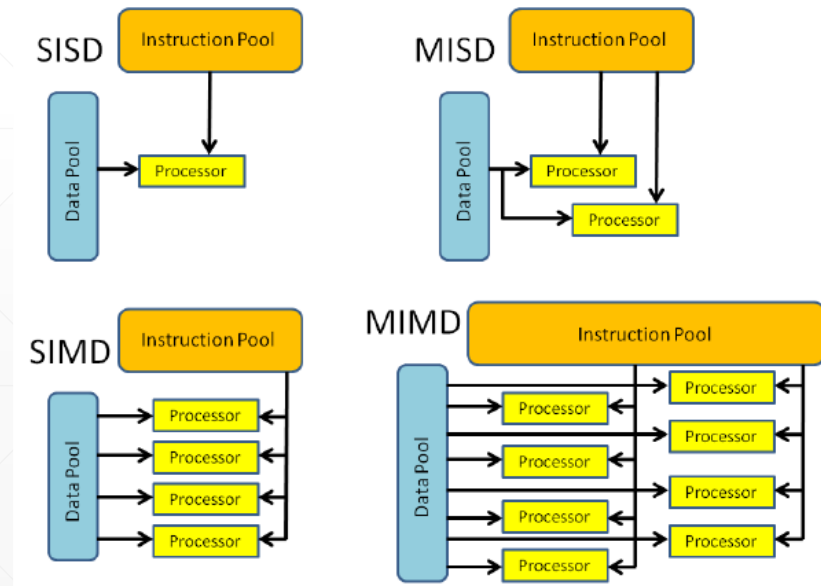 SISD
Instruction Pool
Data Pool
Processor
MISD
Instruction Pool
Data Pool
Processor
Processor
SIMD
Instruction Pool
Data Pool
Processor
Processor
Processor
Processor
MIMD
Instruction Pool
Data Pool
Processor
Processor
Processor
Processor
Processor
Processor
Processor
Processor